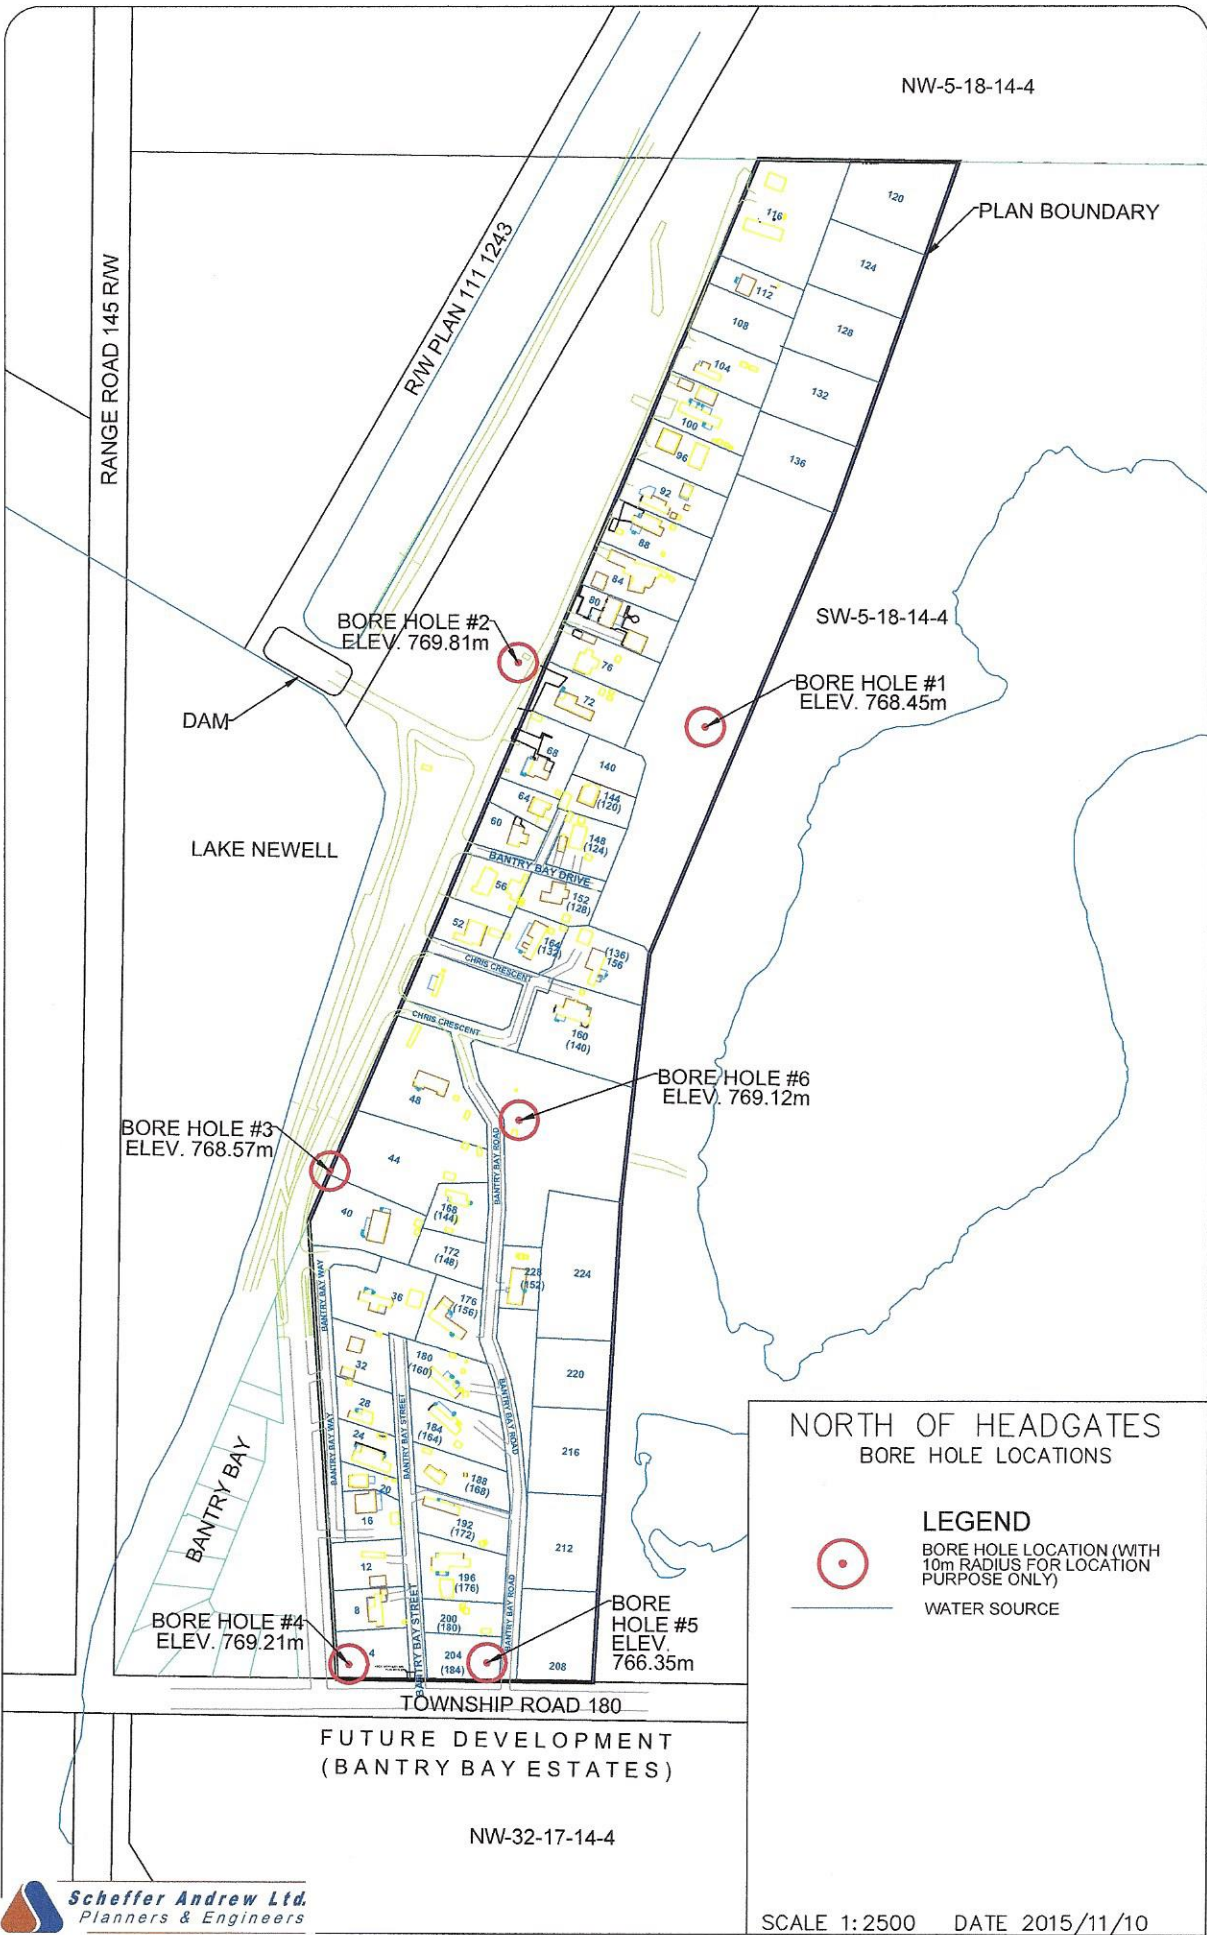 NW-5-18-14-4
PLAN BOUNDARY
RANGE ROAD 145 R/W
R/W PLAN 111 1243
120
116
124
112
128
108
104
132
100
96
136
92
88
84
80
SW-5-18-14-4
BORE HOLE #2
ELEV. 769.81m
76
BORE HOLE #1
ELEV. 768.45m
72
DAM
68
140
64
144
(120)
60
148
(124)
LAKE NEWELL
BANTRY BAY DRIVE
56
152
(128)
52
164
(132)
(136)
156
CHRIS CRESCENT
CHRIS CRESCENT
160
(140)
48
BORE HOLE #6
ELEV. 769.12m
BORE HOLE #3
ELEV. 768.57m
44
BANTRY BAY ROAD
40
168
(144)
172
(148)
228
(152)
224
BANTRY BAY WAY
36
176
(156)
32
180
(160)
220
28
BANTRY BAY STREET
BANTRY BAY ROAD
184
(164)
24
BANTRY BAY WAY
216
20
188
(168)
16
192
(172)
BANTRY BAY
12
196
(176)
212
8
200
(180)
BANTRY BAY STREET
BANTRY BAY ROAD
BORE HOLE #4
ELEV. 769.21m
4
204
(184)
BORE
HOLE #5
ELEV.
766.35m
208
TOWNSHIP ROAD 180
FUTURE DEVELOPMENT
(BANTRY BAY ESTATES)
NW-32-17-14-4
NORTH OF HEADGATES
BORE HOLE LOCATIONS
LEGEND
BORE HOLE LOCATION (WITH
10m RADIUS FOR LOCATION
PURPOSE ONLY)
WATER SOURCE
Scheffer Andrew Ltd.
Planners & Engineers
SCALE 1:2500 DATE 2015/11/10